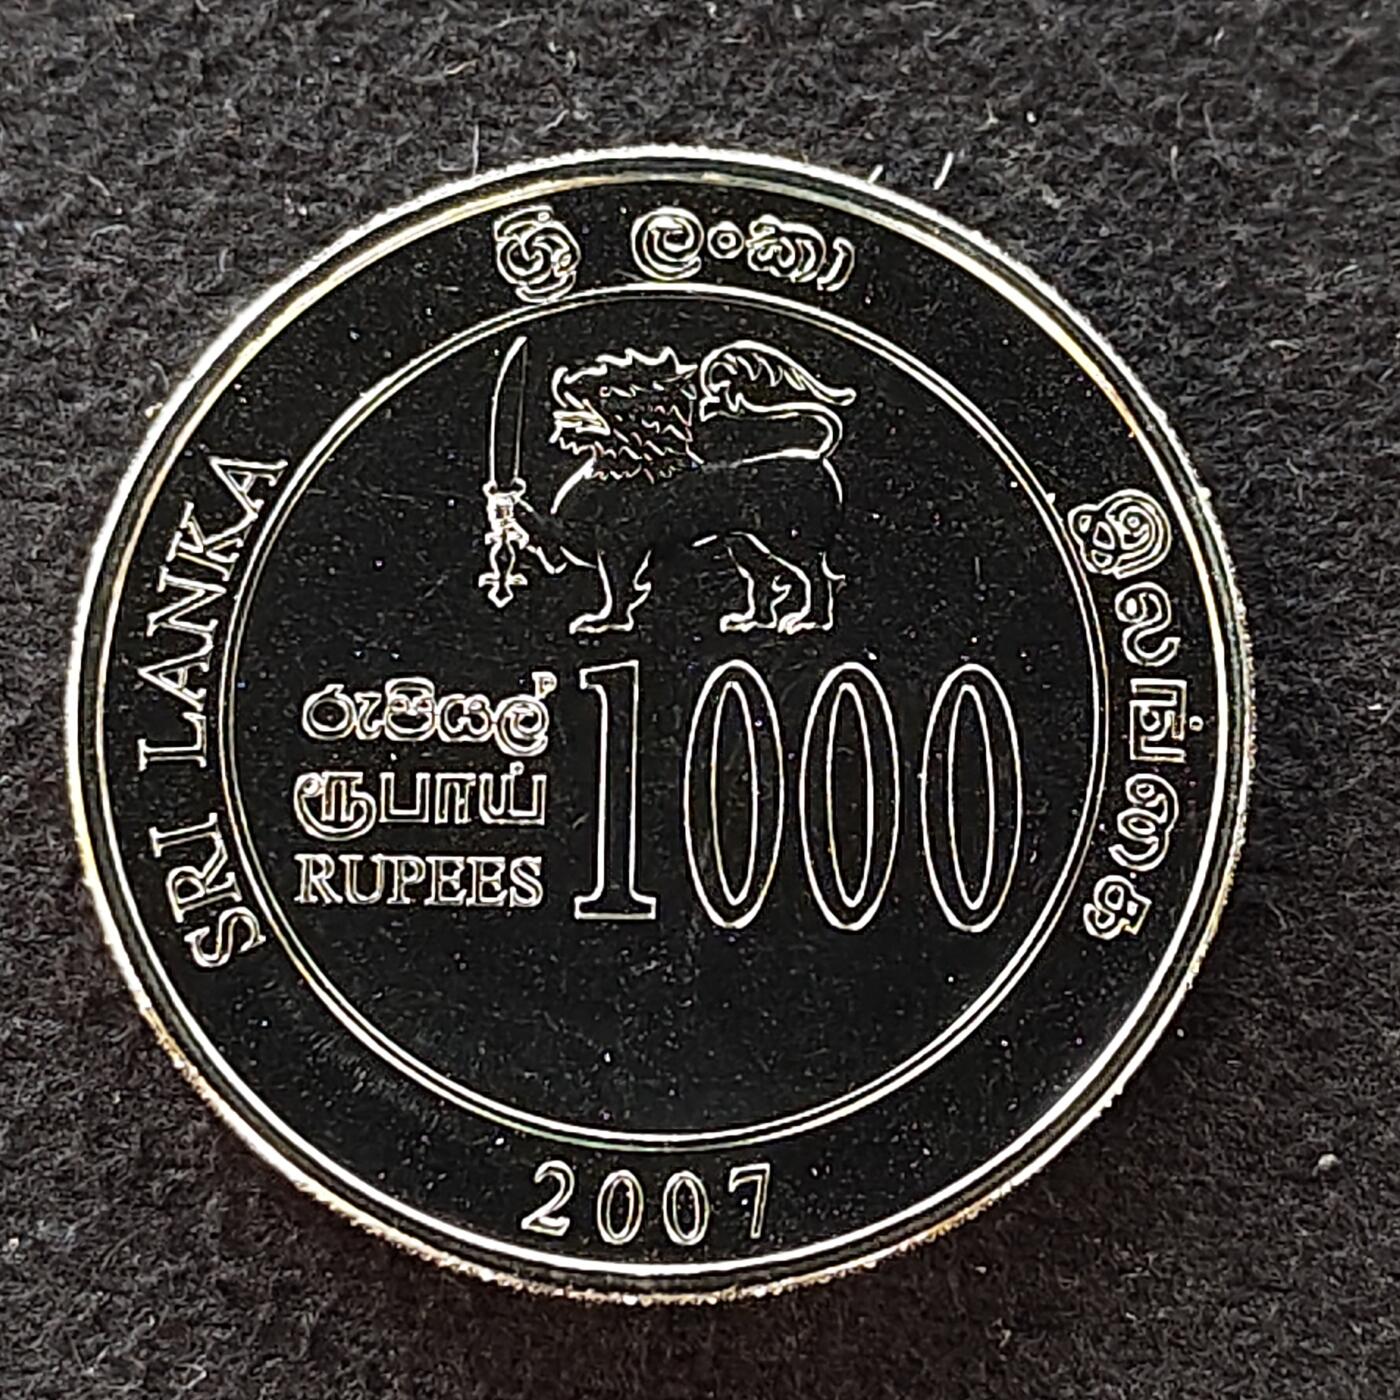 ශ්‍රී ලංකා
SRI LANKA
இலங்கை
රුපියල්
ரூபாய்
RUPEES
1000
2007